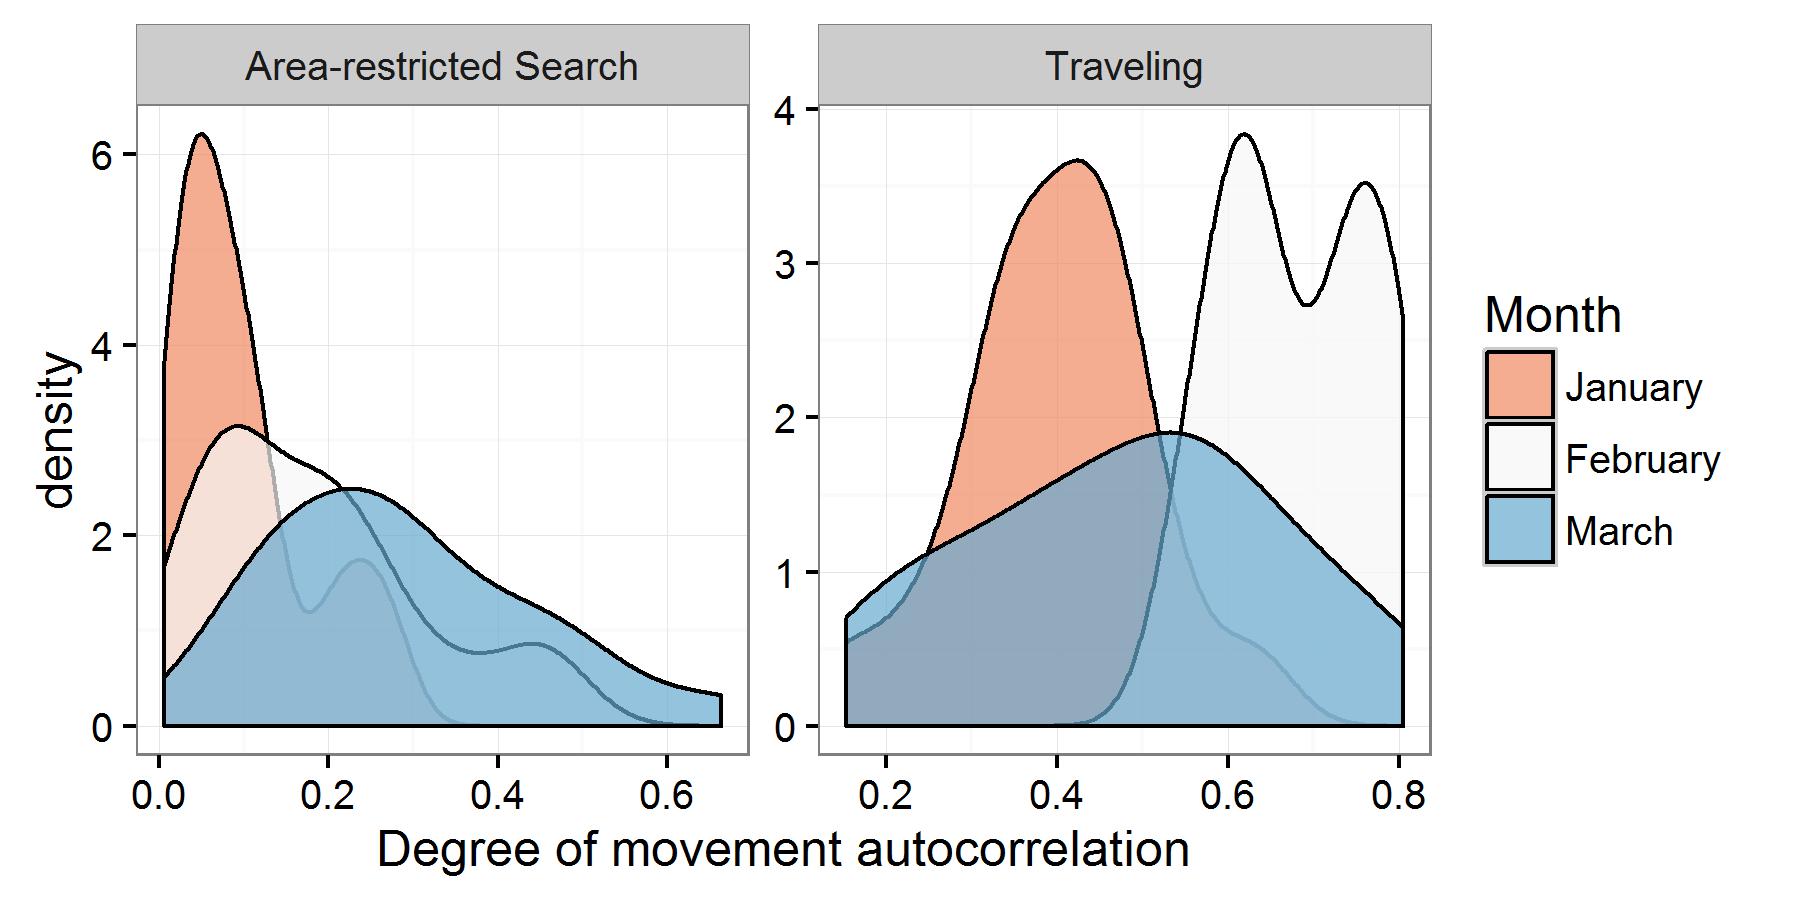 Area-restricted Search
Traveling
density
6
4
2
0
4
3
2
1
0
0.0 0.2 0.4 0.6
0.2 0.4 0.6 0.8
Degree of movement autocorrelation
Month
January
February
March